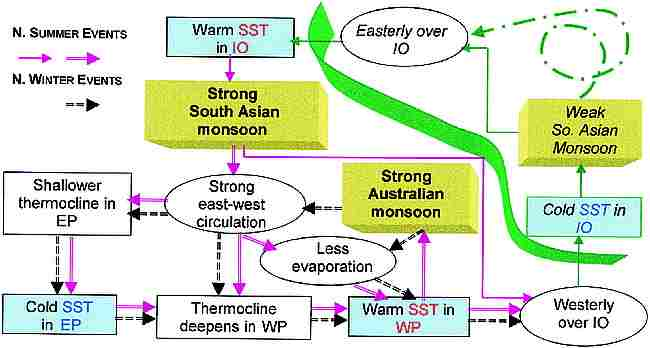 N. SUMMER EVENTS
N. WINTER EVENTS
Warm SST
in IO
Easterly over
IO
Strong
South Asian
monsoon
Weak
So. Asian
Monsoon
Shallower
thermocline in
EP
Strong
east-west
circulation
Strong
Australian
monsoon
Cold SST in
IO
Less
evaporation
Cold SST
in EP
Thermocline
deepens in WP
Warm SST in
WP
Westerly
over IO